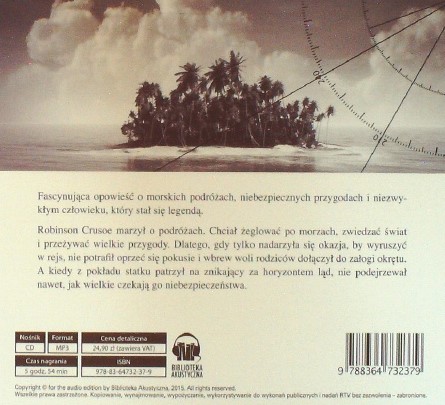 200
210
Fascynująca opowieść o morskich podróżach, niebezpiecznych przygodach i niezwy-
kłym człowieku, który stał się legendą.
Robinson Crusoe marzył o podróżach. Chciał żeglować po morzach, zwiedzać świat
i przeżywać wielkie przygody. Dlatego, gdy tylko nadarzyła się okazja, by wyruszyć
w rejs, nie potrafił oprzeć się pokusie i wbrew woli rodziców dołączył do załogi okrętu.
A kiedy z pokładu statku patrzył na znikający za horyzontem ląd, nie podejrzewał
nawet, jak wielkie czekają go niebezpieczeństwa.
Nośnik Format Cena detaliczna
CD MP3 24,90 zł (zawiera VAT)
Czas nagrania ISBN
5 godz. 54 min 978-83-64732-37-9
BIBLIOTEKA
AKUSTYCZNA
9 788364 732379
Copyright © for the audio edition by Biblioteka Akustyczna, 2015. All rights reserved.
Wszelkie prawa zastrzeżone. Kopiowanie, wynajmowanie, wypożyczanie, wykorzystywanie do wykonań publicznych i nadań RTV bez zezwolenia - zabronione.